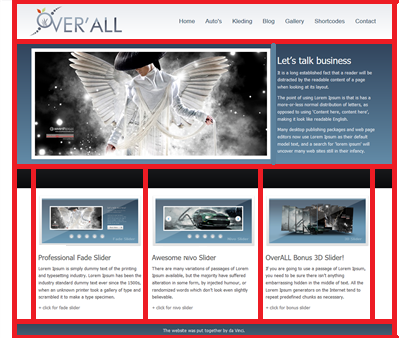 OVER'ALL
Home Auto's Kleding Blog Gallery Shortcodes Contact
Let's talk business
It is a long established fact that a reader will be
distracted by the readable content of a page
when looking at its layout.
The point of using Lorem Ipsum is that it has a
more-or-less normal distribution of letters, as
opposed to using 'Content here, content here',
making it look like readable English.
Many desktop publishing packages and web page
editors now use Lorem Ipsum as their default
model text, and a search for 'lorem ipsum' will
uncover many web sites still in their infancy.
Professional Fade Slider
Lorem Ipsum is simply dummy text of the printing
and typesetting industry. Lorem Ipsum has been the
industry standard dummy text ever since the 1500s,
when an unknown printer took a galley of type and
scrambled it to make a type specimen.
» click for fade slider
Awesome revo Slider
There are many variations of passages of Lorem
Ipsum available, but the majority have suffered
alteration in some form, by injected humour, or
randomized words which don't look even slightly
believable.
» click for revo slider
OverALL Bonus 3D Slider!
If you are going to use a passage of Lorem Ipsum,
you need to be sure there isn't anything
embarrassing hidden in the middle of text. All the
Lorem Ipsum generators on the Internet tend to
repeat predefined chunks as necessary.
» click for bonus slider
The website was put together by da Vinci.